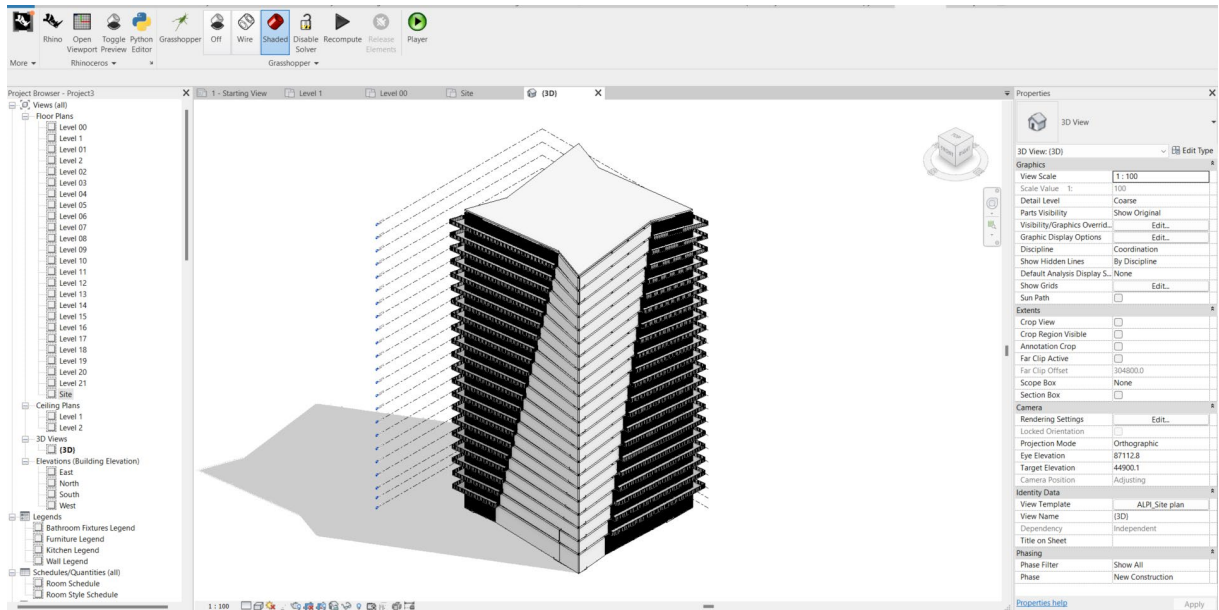 Rhino Open Viewport Toggle Preview Python Editor Grasshopper Off Wire Shaded Disable Solver Recompute Release Elements Player
More Rhinoceros Grasshopper
Project Browser - Project3
1 - Starting View Level 1 Level 00 Site {3D}
Views (all)
Floor Plans
Level 00
Level 1
Level 01
Level 2
Level 02
Level 03
Level 04
Level 05
Level 06
Level 07
Level 08
Level 09
Level 10
Level 11
Level 12
Level 13
Level 14
Level 15
Level 16
Level 17
Level 18
Level 19
Level 20
Level 21
Site
Ceiling Plans
Level 1
Level 2
3D Views
{3D}
Elevations (Building Elevation)
East
North
South
West
Legends
Bathroom Fixtures Legend
Furniture Legend
Kitchen Legend
Wall Legend
Schedules/Quantities (all)
Room Schedule
Room Style Schedule
TOP
FRONT
RIGHT
1 : 100
Properties
3D View
3D View: {3D} Edit Type
Graphics
View Scale 1 : 100
Scale Value 1: 100
Detail Level Coarse
Parts Visibility Show Original
Visibility/Graphics Overrid... Edit...
Graphic Display Options Edit...
Discipline Coordination
Show Hidden Lines By Discipline
Default Analysis Display S... None
Show Grids Edit...
Sun Path
Extents
Crop View
Crop Region Visible
Annotation Crop
Far Clip Active
Far Clip Offset 304800.0
Scope Box None
Section Box
Camera
Rendering Settings Edit...
Locked Orientation
Projection Mode Orthographic
Eye Elevation 87112.8
Target Elevation 44900.1
Camera Position Adjusting
Identity Data
View Template ALPI_Site plan
View Name {3D}
Dependency Independent
Title on Sheet
Phasing
Phase Filter Show All
Phase New Construction
Properties help Apply